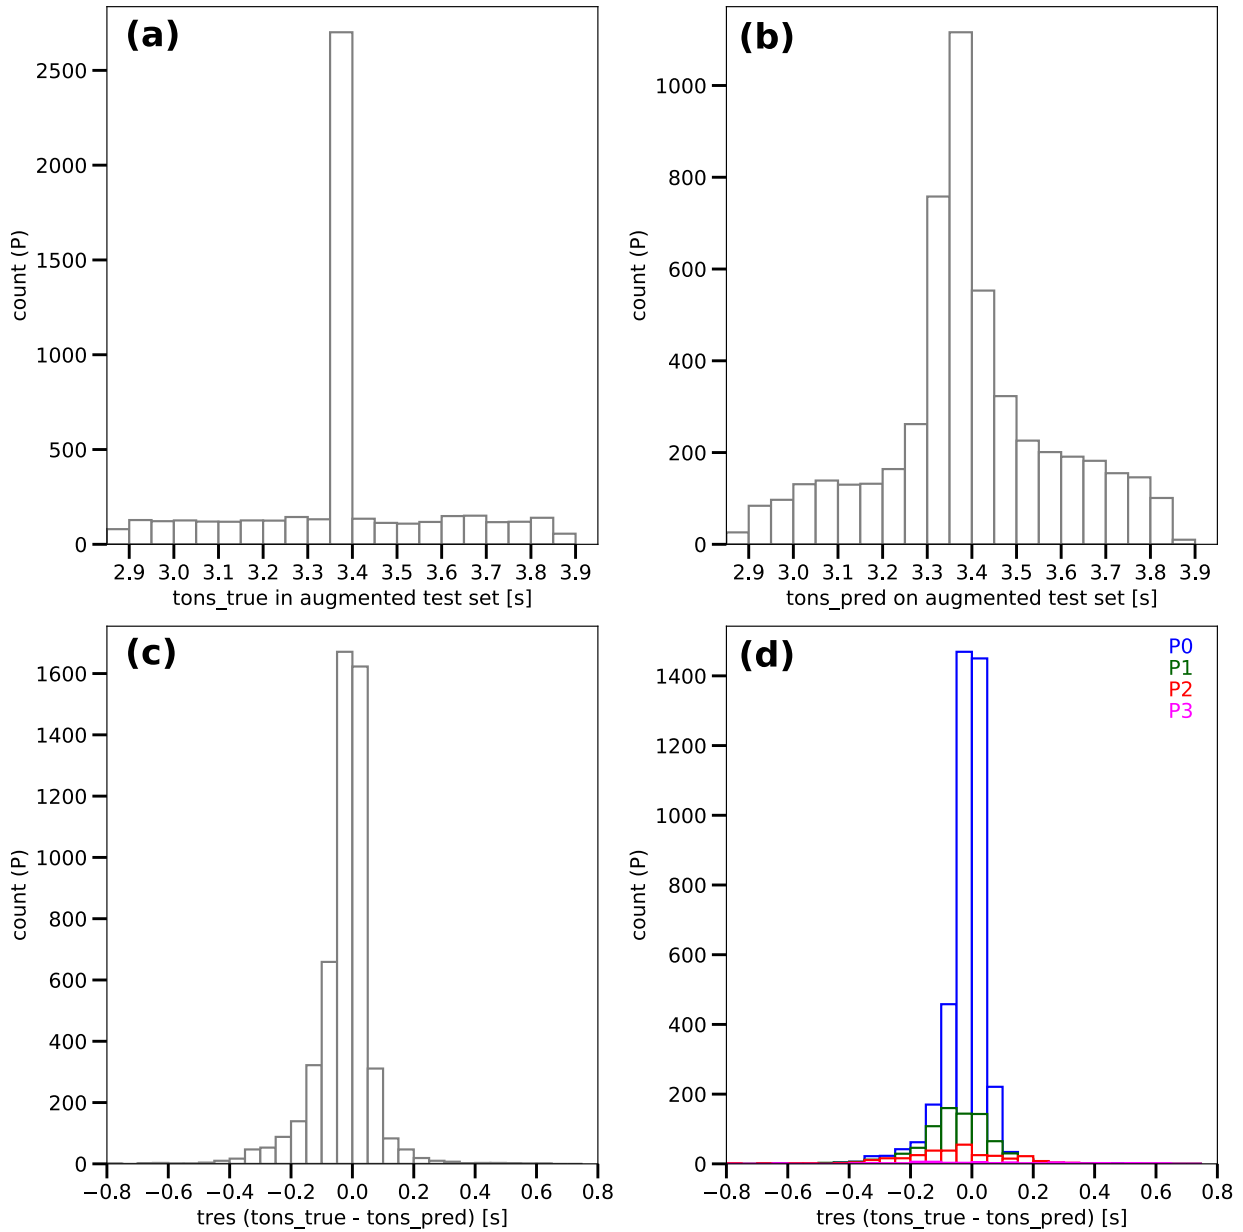 (a)
2500
2000
1500
1000
500
0
count (P)
2.9 3.0 3.1 3.2 3.3 3.4 3.5 3.6 3.7 3.8 3.9
tons_true in augmented test set [s]
(b)
1000
800
600
400
200
0
count (P)
2.9 3.0 3.1 3.2 3.3 3.4 3.5 3.6 3.7 3.8 3.9
tons_pred on augmented test set [s]
(c)
1600
1400
1200
1000
800
600
400
200
0
count (P)
−0.8 −0.6 −0.4 −0.2 0.0 0.2 0.4 0.6 0.8
tres (tons_true - tons_pred) [s]
(d)
P0
P1
P2
P3
1400
1200
1000
800
600
400
200
0
count (P)
−0.8 −0.6 −0.4 −0.2 0.0 0.2 0.4 0.6 0.8
tres (tons_true - tons_pred) [s]